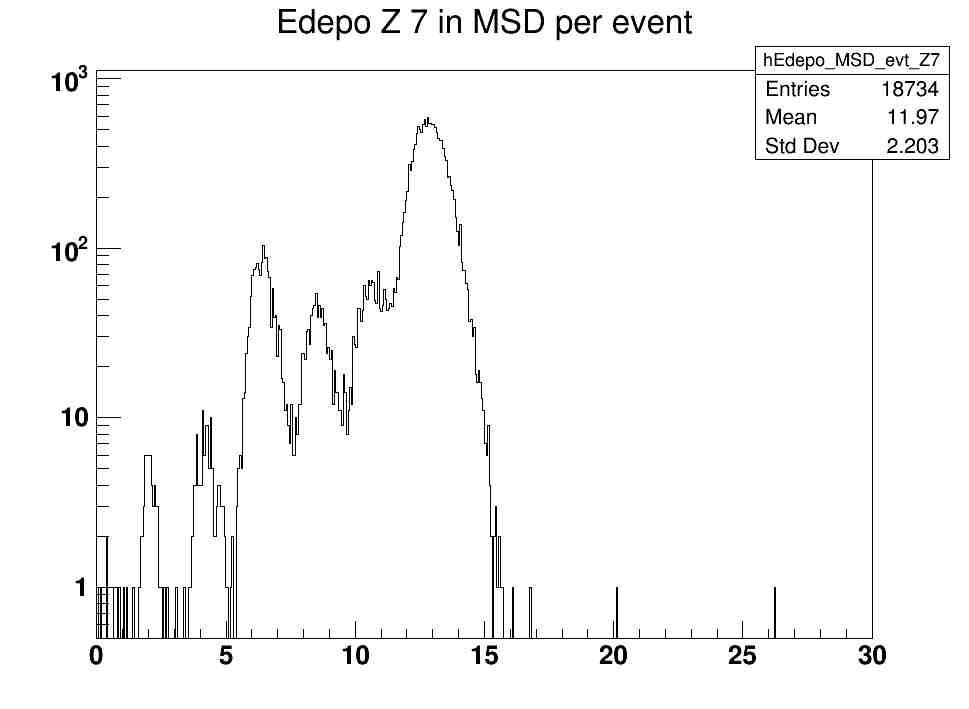 Edepo Z 7 in MSD per event
hEdepo_MSD_evt_Z7
Entries 18734
Mean 11.97
Std Dev 2.203
10³
10²
10
1
0 5 10 15 20 25 30